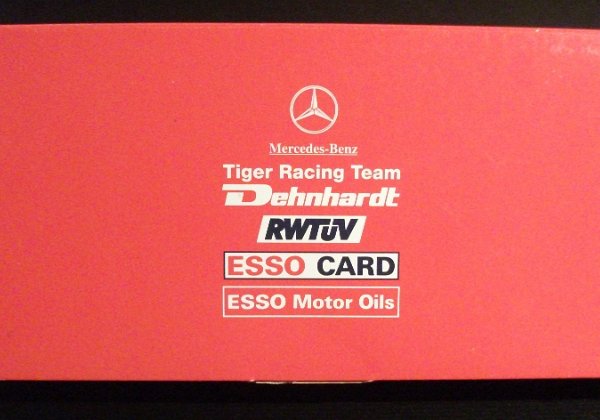 Mercedes-Benz
Tiger Racing Team
Dehnhardt
RWTÜV
ESSO CARD
ESSO Motor Oils